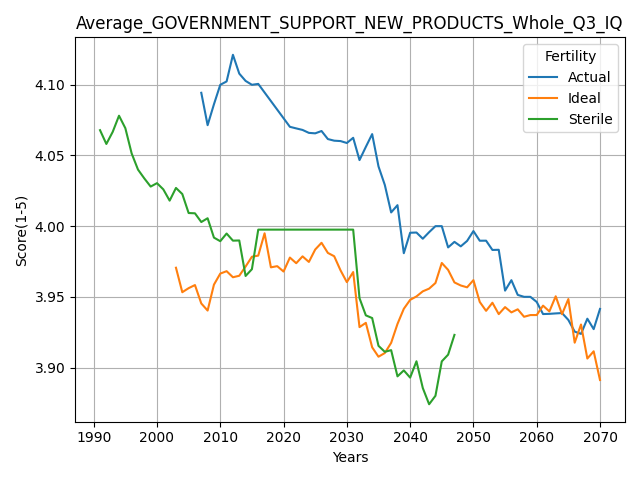 Average_GOVERNMENT_SUPPORT_NEW_PRODUCTS_Whole_Q3_IQ
Fertility
Actual
Ideal
Sterile
Score(1-5)
4.10
4.05
4.00
3.95
3.90
1990 2000 2010 2020 2030 2040 2050 2060 2070
Years